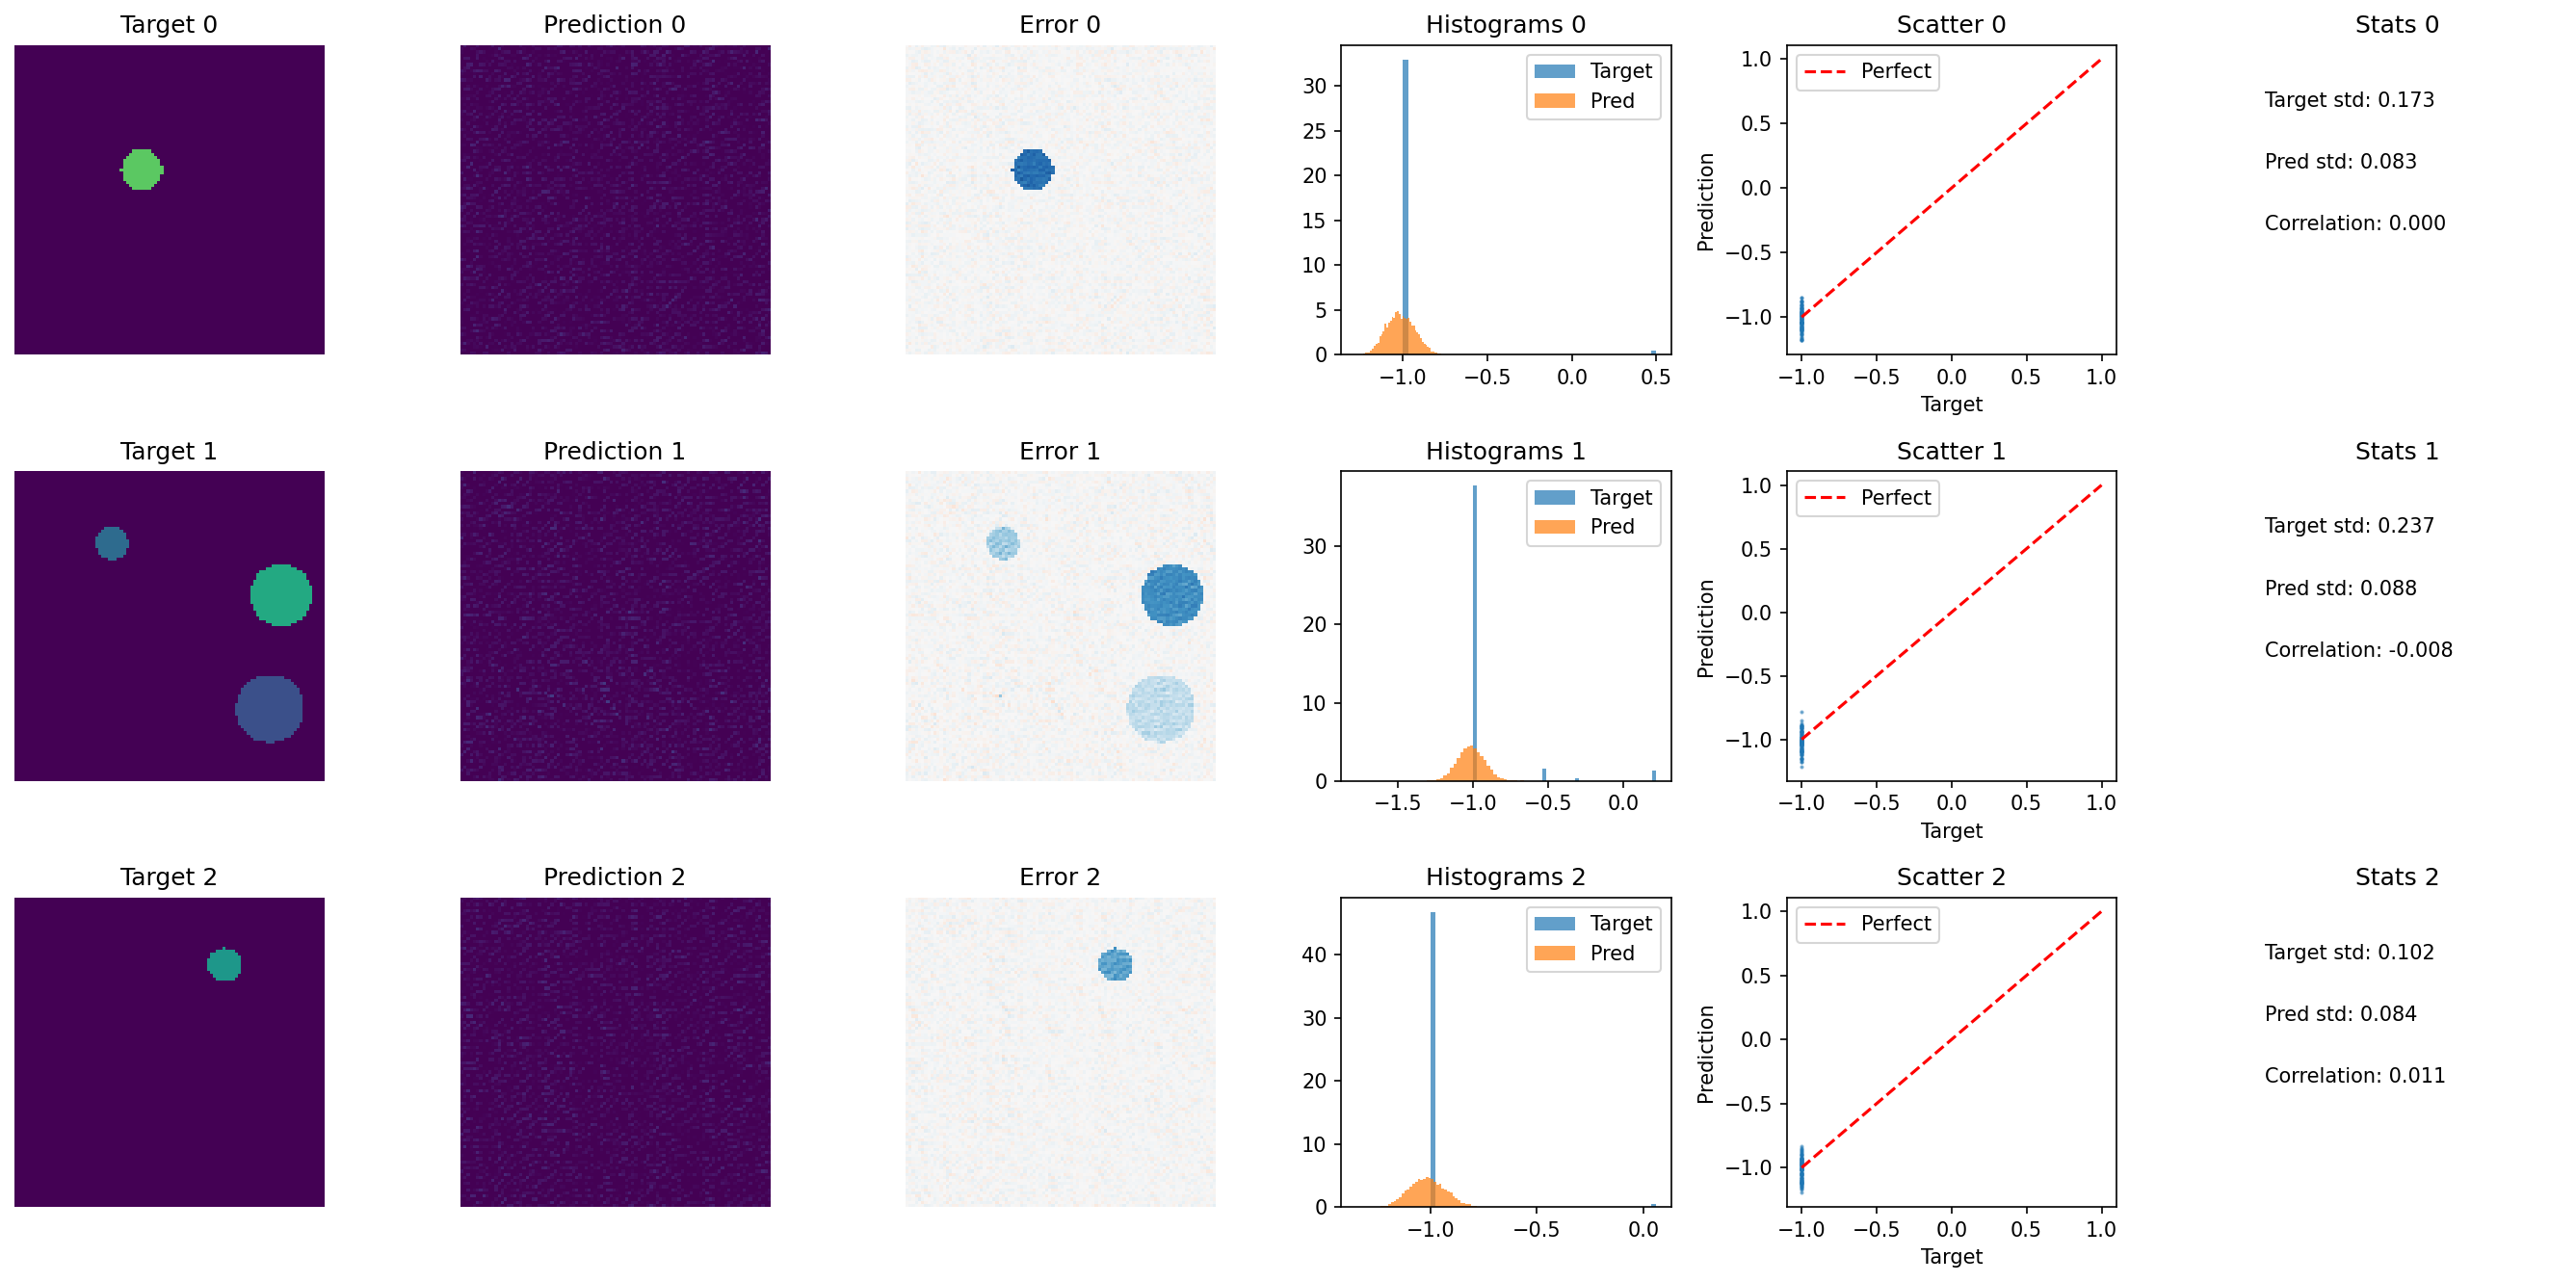 Target 0
Prediction 0
Error 0
Histograms 0
Scatter 0
Stats 0
30
25
20
15
10
5
0
−1.0 −0.5 0.0 0.5
Target
Pred
1.0
0.5
0.0
−0.5
−1.0
−1.0 −0.5 0.0 0.5 1.0
Prediction
Target
Perfect
Target std: 0.173
Pred std: 0.083
Correlation: 0.000
Target 1
Prediction 1
Error 1
Histograms 1
Scatter 1
Stats 1
30
20
10
0
−1.5 −1.0 −0.5 0.0
Target
Pred
1.0
0.5
0.0
−0.5
−1.0
−1.0 −0.5 0.0 0.5 1.0
Prediction
Target
Perfect
Target std: 0.237
Pred std: 0.088
Correlation: -0.008
Target 2
Prediction 2
Error 2
Histograms 2
Scatter 2
Stats 2
40
30
20
10
0
−1.0 −0.5 0.0
Target
Pred
1.0
0.5
0.0
−0.5
−1.0
−1.0 −0.5 0.0 0.5 1.0
Prediction
Target
Perfect
Target std: 0.102
Pred std: 0.084
Correlation: 0.011